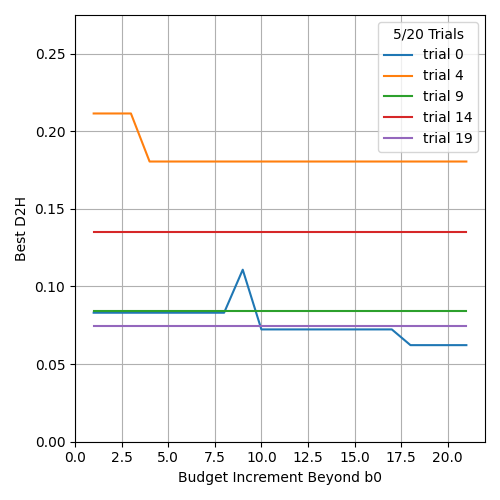 5/20 Trials
trial 0
trial 4
trial 9
trial 14
trial 19
0.25
0.20
0.15
0.10
0.05
0.00
Best D2H
0.0 2.5 5.0 7.5 10.0 12.5 15.0 17.5 20.0
Budget Increment Beyond b0